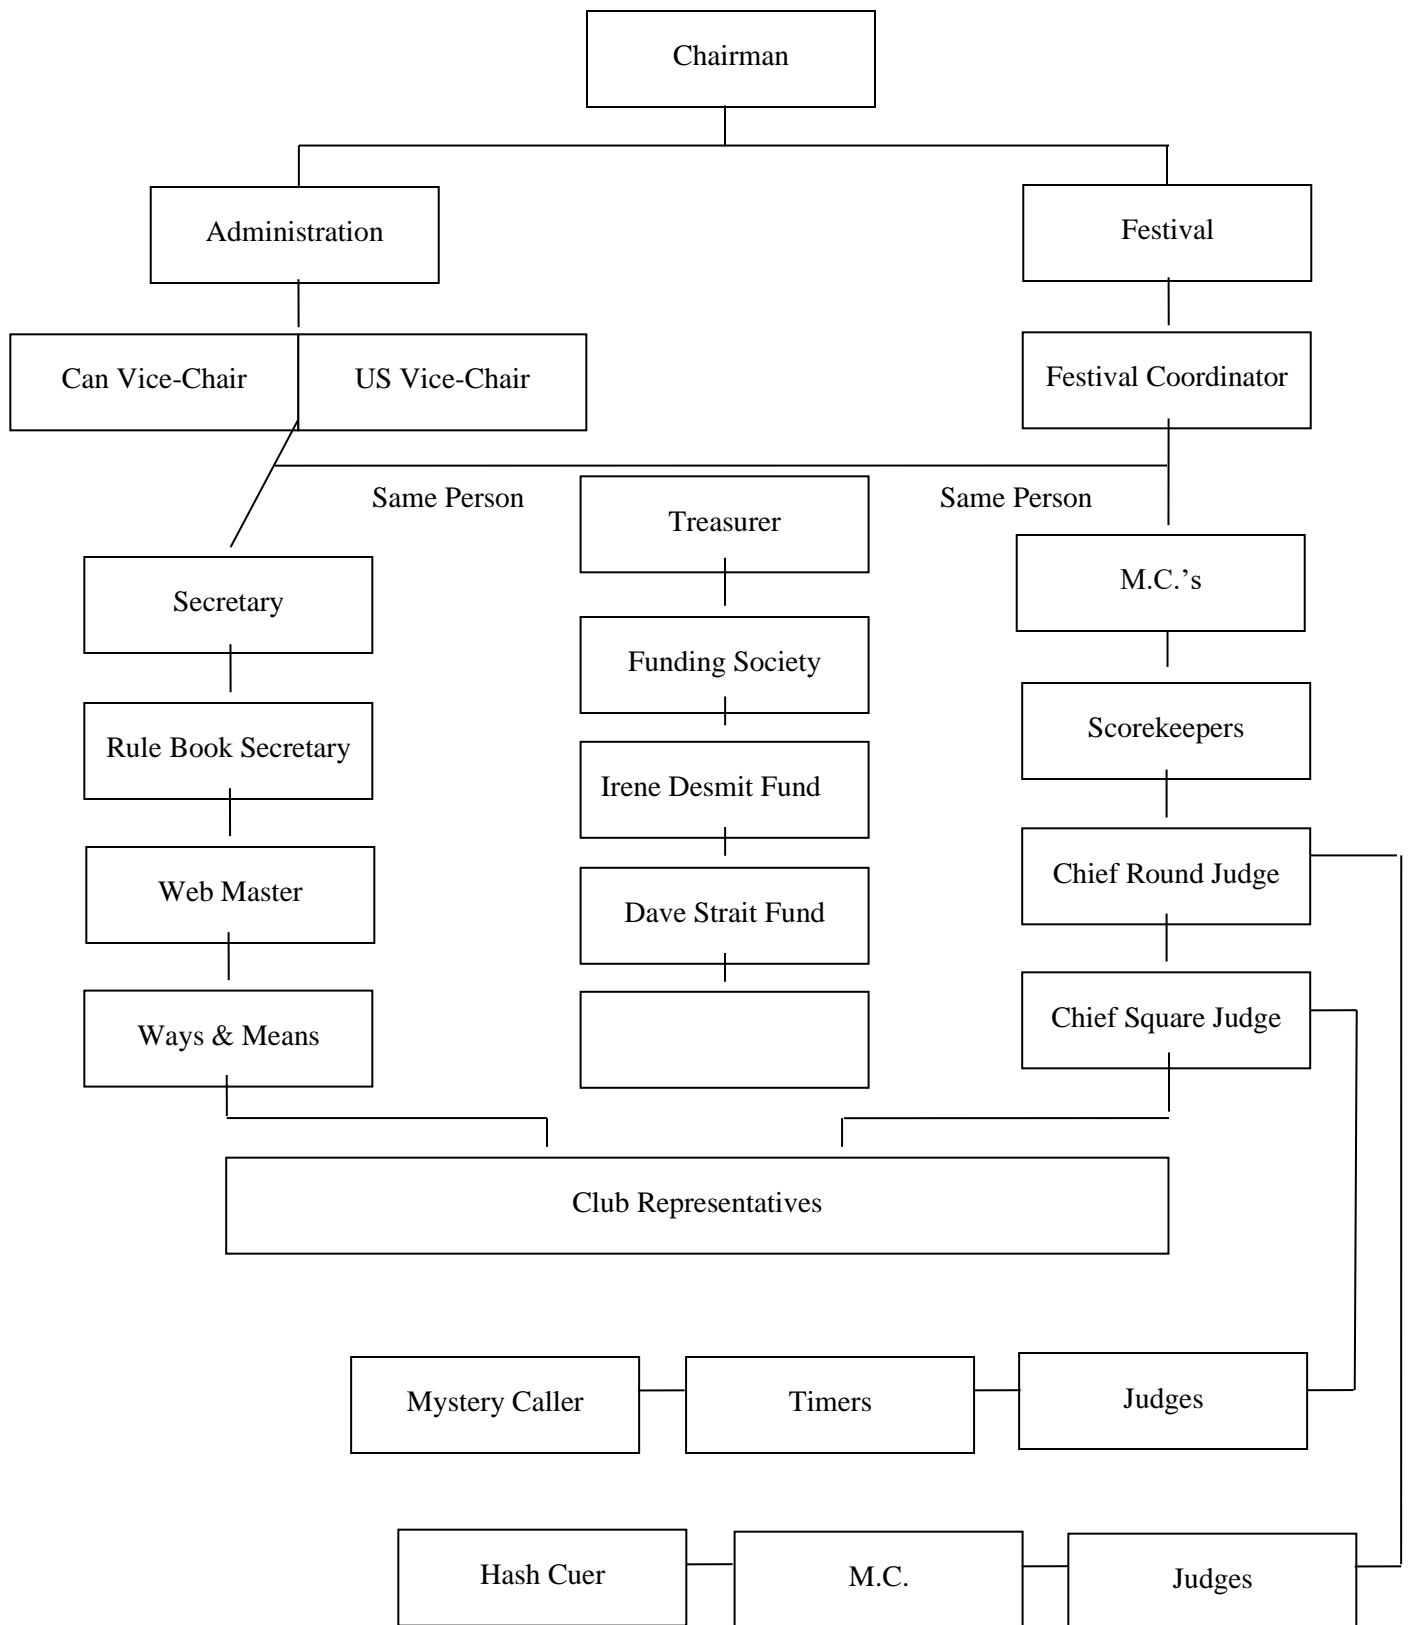 Chairman
Administration
Festival
Can Vice-Chair
US Vice-Chair
Festival Coordinator
Same Person
Same Person
Treasurer
Secretary
M.C.’s
Funding Society
Rule Book Secretary
Scorekeepers
Irene Desmit Fund
Web Master
Chief Round Judge
Dave Strait Fund
Ways & Means
Chief Square Judge
Club Representatives
Mystery Caller
Timers
Judges
Hash Cuer
M.C.
Judges